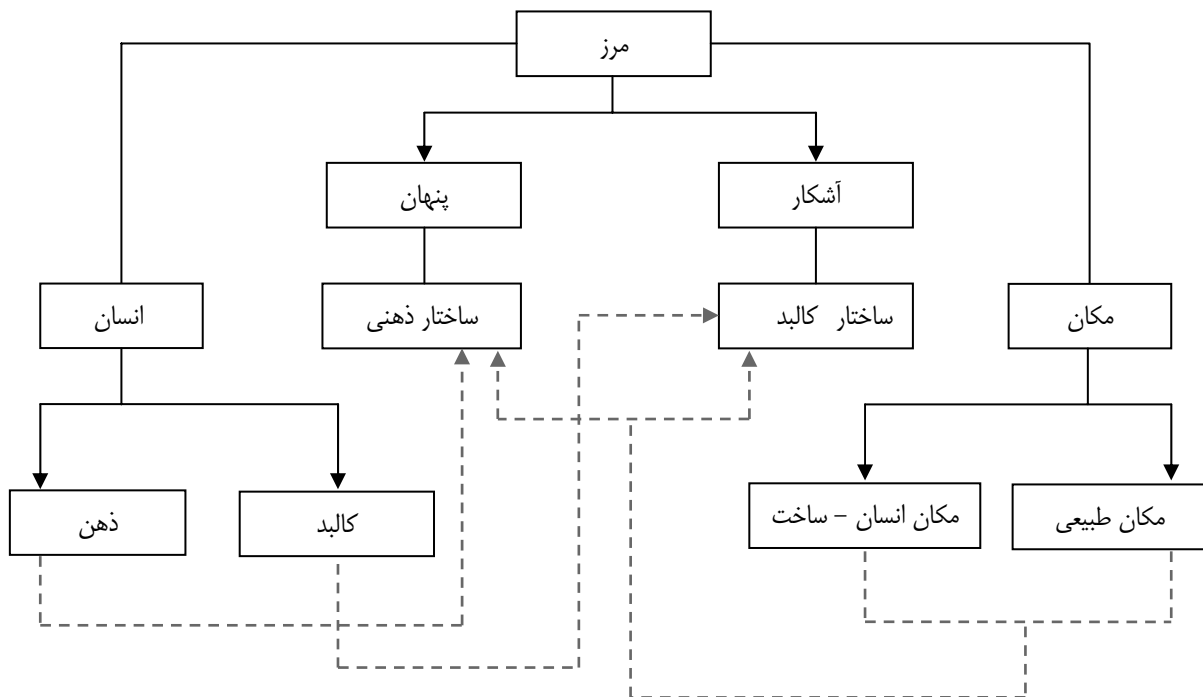 مرز
آشکار
پنهان
مکان
ساختار کالبد
ساختار ذهنی
انسان
مکان طبیعی
مکان انسان – ساخت
کالبد
ذهن